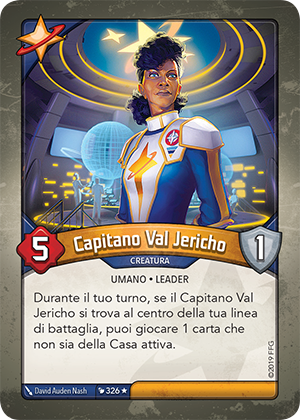 Capitano Val Jericho
5
1
CREATURA
UMANO • LEADER
Durante il tuo turno, se il Capitano Val
Jericho si trova al centro della tua linea
di battaglia, puoi giocare 1 carta che
non sia della Casa attiva.
David Auden Nash
326
©2019 FFG